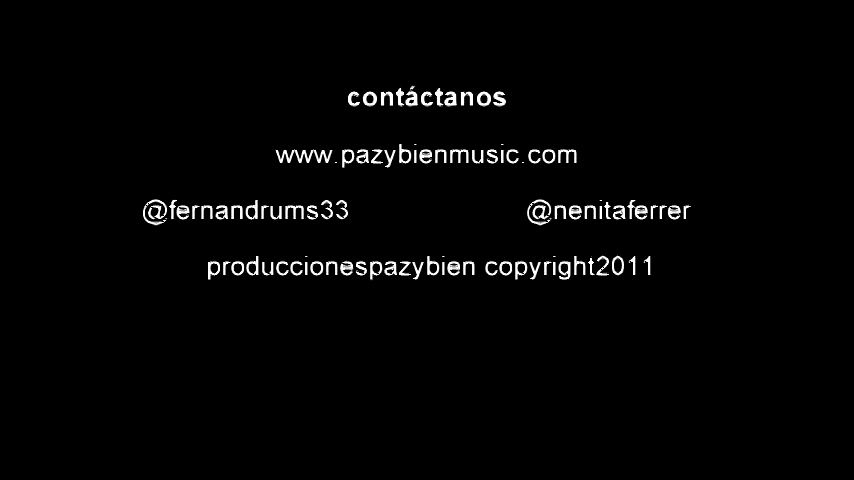 contáctanos
www.pazybienmusic.com
@fernandrums33 @nenitaferrer
produccionespazybien copyright2011